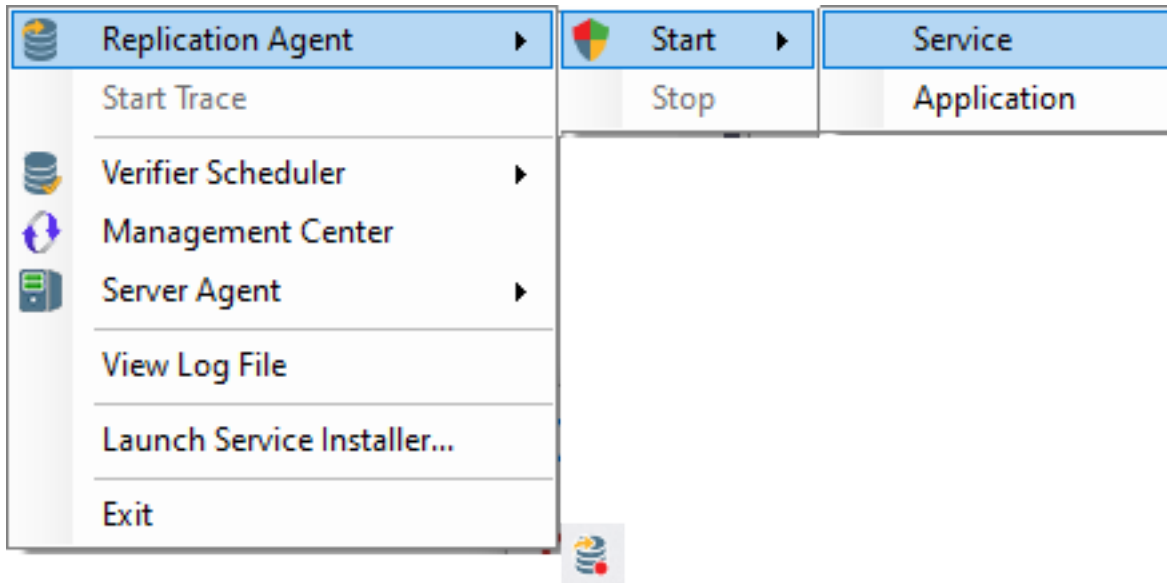 Replication Agent
Start Trace
Verifier Scheduler
Management Center
Server Agent
View Log File
Launch Service Installer...
Exit
Start
Stop
Service
Application